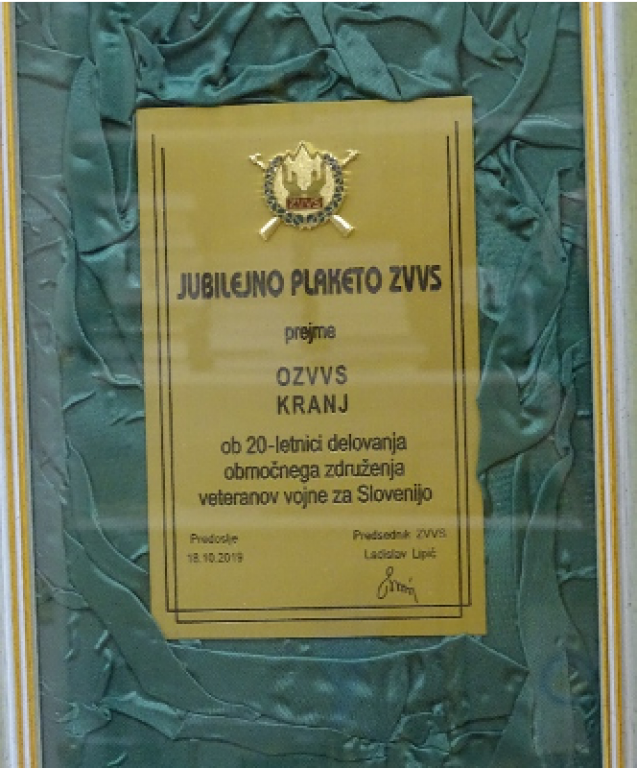 ZVVS
JUBILEJNO PLAKETO ZVVS
prejme
OZVVS
KRANJ
ob 20-letnici delovanja
območnega združenja
veteranov vojne za Slovenijo
Predoslje
18.10.2019
Predsednik ZVVS
Ladislav Lipič